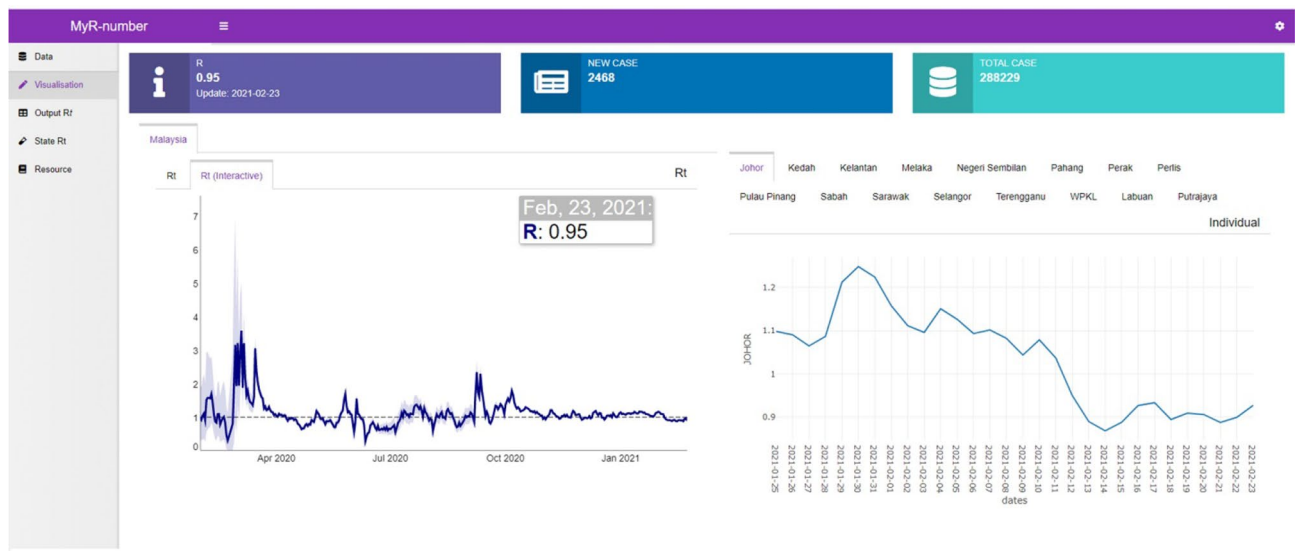 MyR-number
Data
Visualisation
Output Rt
State Rt
Resource
R
0.95
Update: 2021-02-23
NEW CASE
2468
TOTAL CASE
288229
Malaysia
Rt
Rt (Interactive)
Rt
Feb, 23, 2021:
R: 0.95
7
6
5
4
3
2
1
0
Apr 2020
Jul 2020
Oct 2020
Jan 2021
Johor Kedah Kelantan Melaka Negeri Sembilan Pahang Perak Perlis
Pulau Pinang Sabah Sarawak Selangor Terengganu WPKL Labuan Putrajaya
Individual
1.2
1.1
1
0.9
JOHOR
2021-01-25
2021-01-26
2021-01-27
2021-01-28
2021-01-29
2021-01-30
2021-01-31
2021-02-01
2021-02-02
2021-02-03
2021-02-04
2021-02-05
2021-02-06
2021-02-07
2021-02-08
2021-02-09
2021-02-10
2021-02-11
2021-02-12
2021-02-13
2021-02-14
2021-02-15
2021-02-16
2021-02-17
2021-02-18
2021-02-19
2021-02-20
2021-02-21
2021-02-22
2021-02-23
dates